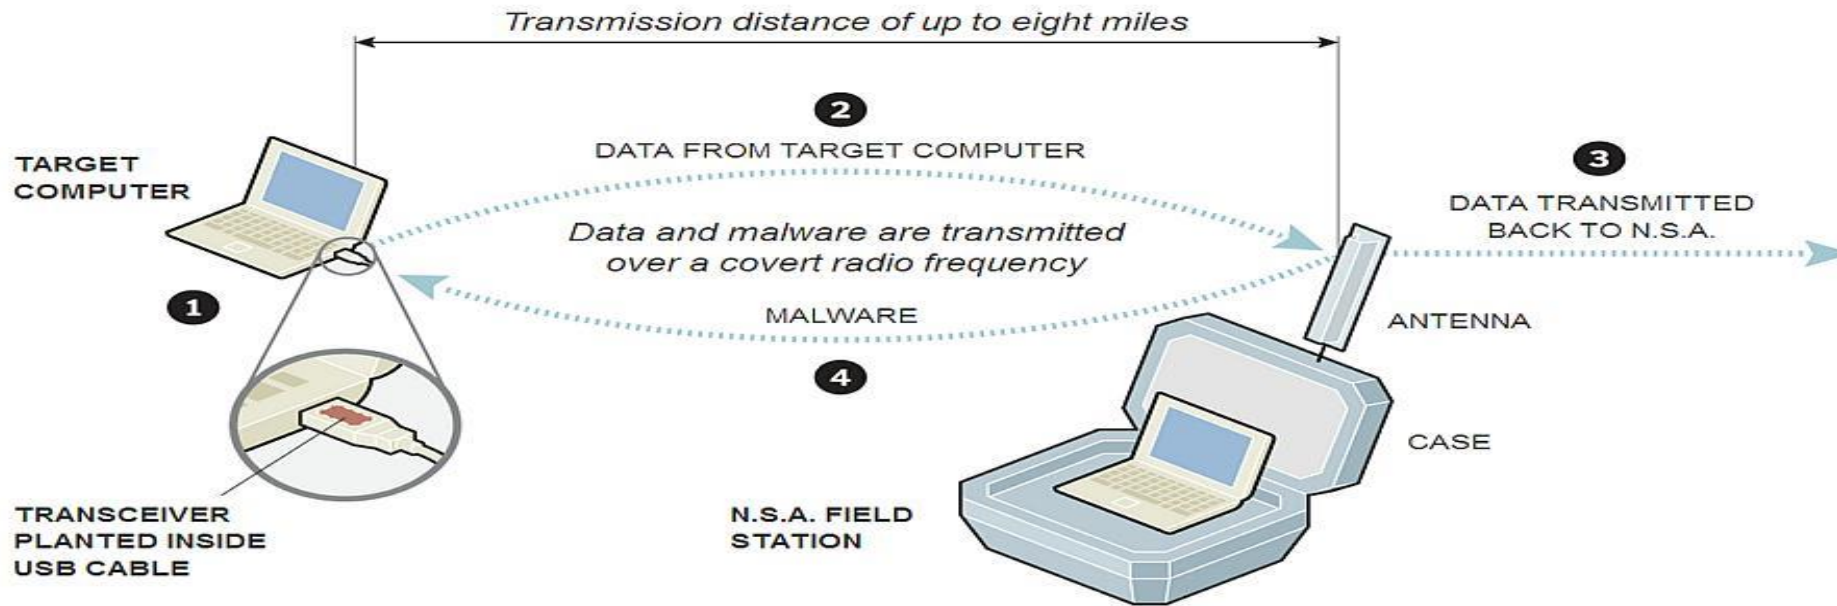 Transmission distance of up to eight miles
2
DATA FROM TARGET COMPUTER
3
DATA TRANSMITTED
BACK TO N.S.A.
TARGET
COMPUTER
Data and malware are transmitted
over a covert radio frequency
1
MALWARE
4
ANTENNA
CASE
TRANSCEIVER
PLANTED INSIDE
USB CABLE
N.S.A. FIELD
STATION